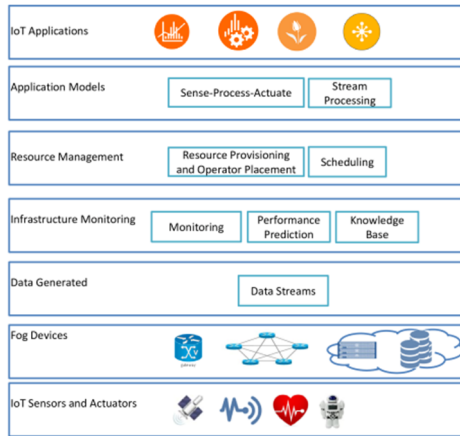 IoT Applications
Application Models
Sense-Process-Actuate
Stream
Processing
Resource Management
Resource Provisioning
and Operator Placement
Scheduling
Infrastructure Monitoring
Monitoring
Performance
Prediction
Knowledge
Base
Data Generated
Data Streams
Fog Devices
IoT Sensors and Actuators